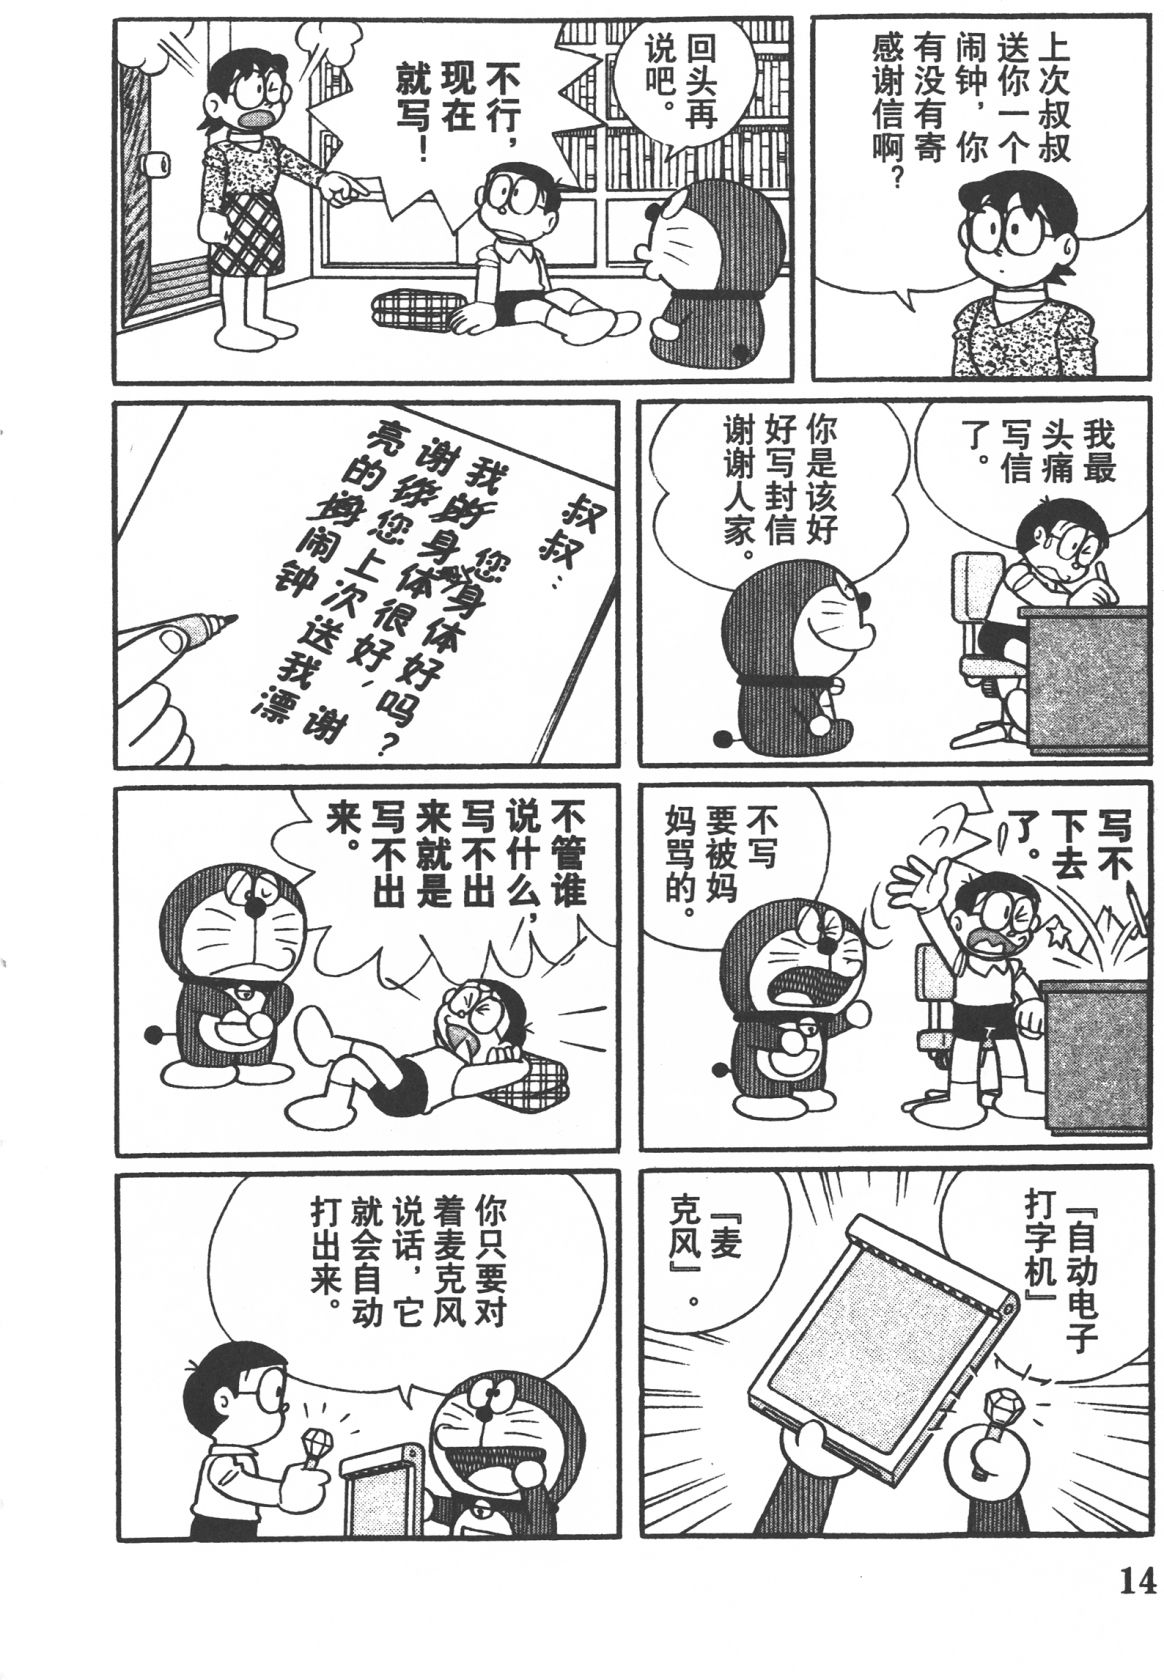 上次叔叔
送你一个
闹钟，你
有没有寄
感谢信啊？
回头再
说吧。
不行，
现在
就写！
我最
头痛
写信
了。
你是该好
好写封信
谢谢人家。
叔叔：
您身体好吗？
我的身体很好，谢
谢你您上次送我漂
亮的
闹钟
写不
下去
了。
不写
要被妈
妈骂的。
不管谁
说什么，
写不出
来就是
写不出
来。
『自动电子
打字机』
『麦
克风』。
你只要对
着麦克风
说话，它
就会自动
打出来。
14